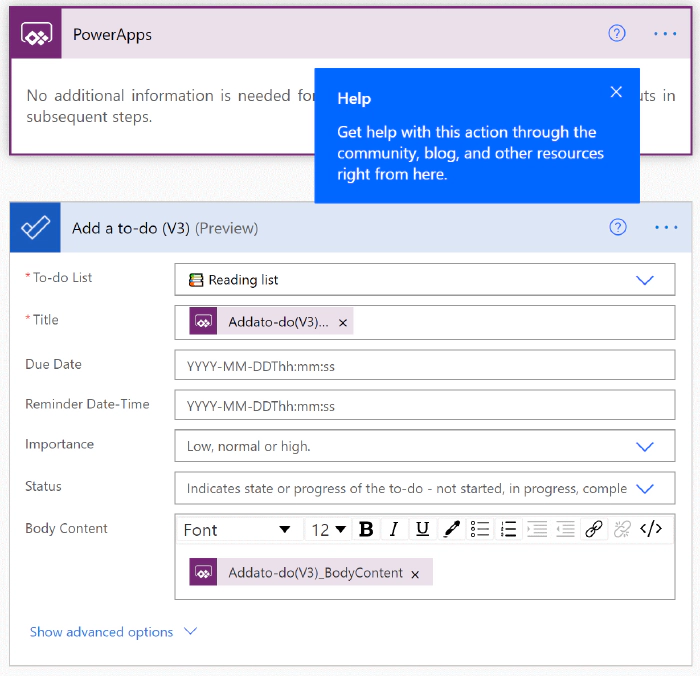 PowerApps
No additional information is needed for
uts in
subsequent steps.
Help
Get help with this action through the
community, blog, and other resources
right from here.
Add a to-do (V3) (Preview)
* To-do List
Reading list
* Title
Addato-do(V3)...
Due Date
YYYY-MM-DDThh:mm:ss
Reminder Date-Time
YYYY-MM-DDThh:mm:ss
Importance
Low, normal or high.
Status
Indicates state or progress of the to-do - not started, in progress, comple
Body Content
Font 12 B I U </>
Addato-do(V3)_BodyContent
Show advanced options